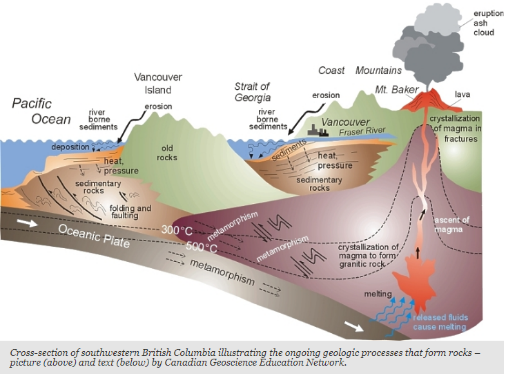 eruption
ash
cloud
Coast Mountains
Mt. Baker
lava
Vancouver
Island
Strait of
Georgia
Pacific
Ocean
erosion
erosion
river
borne
sediments
river
borne
sediments
Vancouver
Fraser River
crystallization
of magma in
fractures
deposition
old
rocks
sediments
heat,
pressure
heat,
pressure
sedimentary
rocks
sedimentary
rocks
folding and
faulting
300°C
500°C
metamorphism
metamorphism
metamorphism
Oceanic Plate
ascent of
magma
crystallization of
magma to form
granitic rock
melting
released fluids
cause melting
Cross-section of southwestern British Columbia illustrating the ongoing geologic processes that form rocks –
picture (above) and text (below) by Canadian Geoscience Education Network.